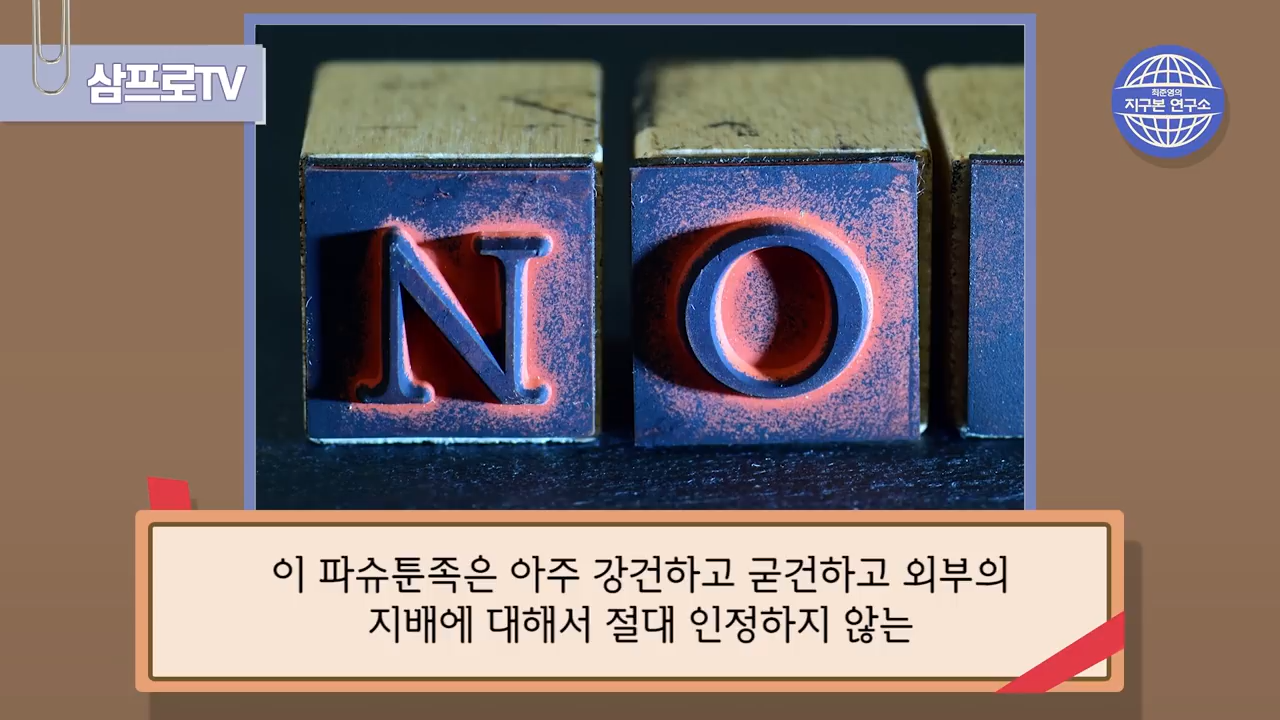 삼프로TV
최준영의
지구본 연구소
NO
이 파슈툰족은 아주 강건하고 굳건하고 외부의
지배에 대해서 절대 인정하지 않는